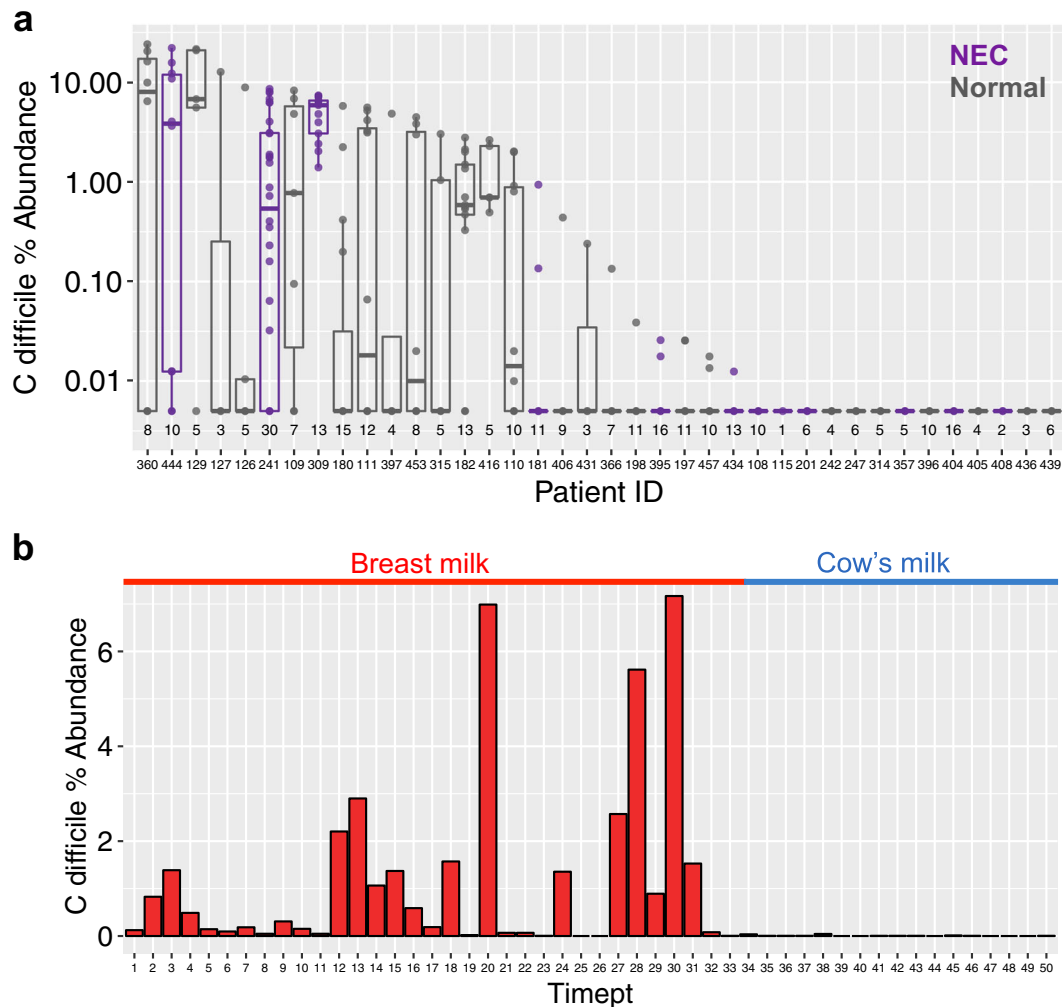 a
NEC
Normal
C difficile % Abundance
10.00
1.00
0.10
0.01
8 10 5 3 5 30 7 13 15 12 4 8 5 13 5 10 11 9 3 7 11 16 11 10 13 10 1 6 4 6 5 5 10 16 4 2 3 6
360 444 129 127 126 241 109 309 180 111 397 453 315 182 416 110 181 406 431 366 198 395 197 457 434 108 115 201 242 247 314 357 396 404 405 408 436 439
Patient ID
b
Breast milk Cow's milk
C difficile % Abundance
6
4
2
0
1 2 3 4 5 6 7 8 9 10 11 12 13 14 15 16 17 18 19 20 21 22 23 24 25 26 27 28 29 30 31 32 33 34 35 36 37 38 39 40 41 42 43 44 45 46 47 48 49 50
Timept